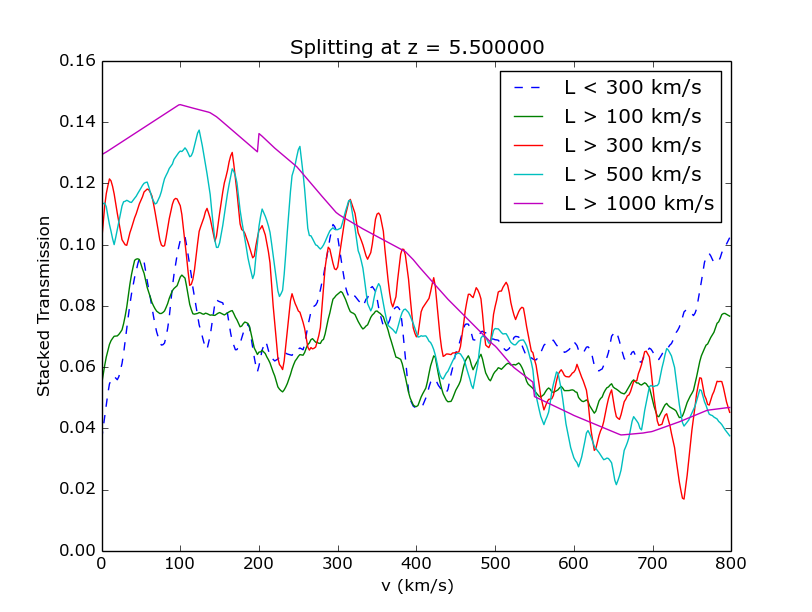 Splitting at z = 5.500000
Stacked Transmission
0.16
0.14
0.12
0.10
0.08
0.06
0.04
0.02
0.00
L < 300 km/s
L > 100 km/s
L > 300 km/s
L > 500 km/s
L > 1000 km/s
0 100 200 300 400 500 600 700 800
v (km/s)